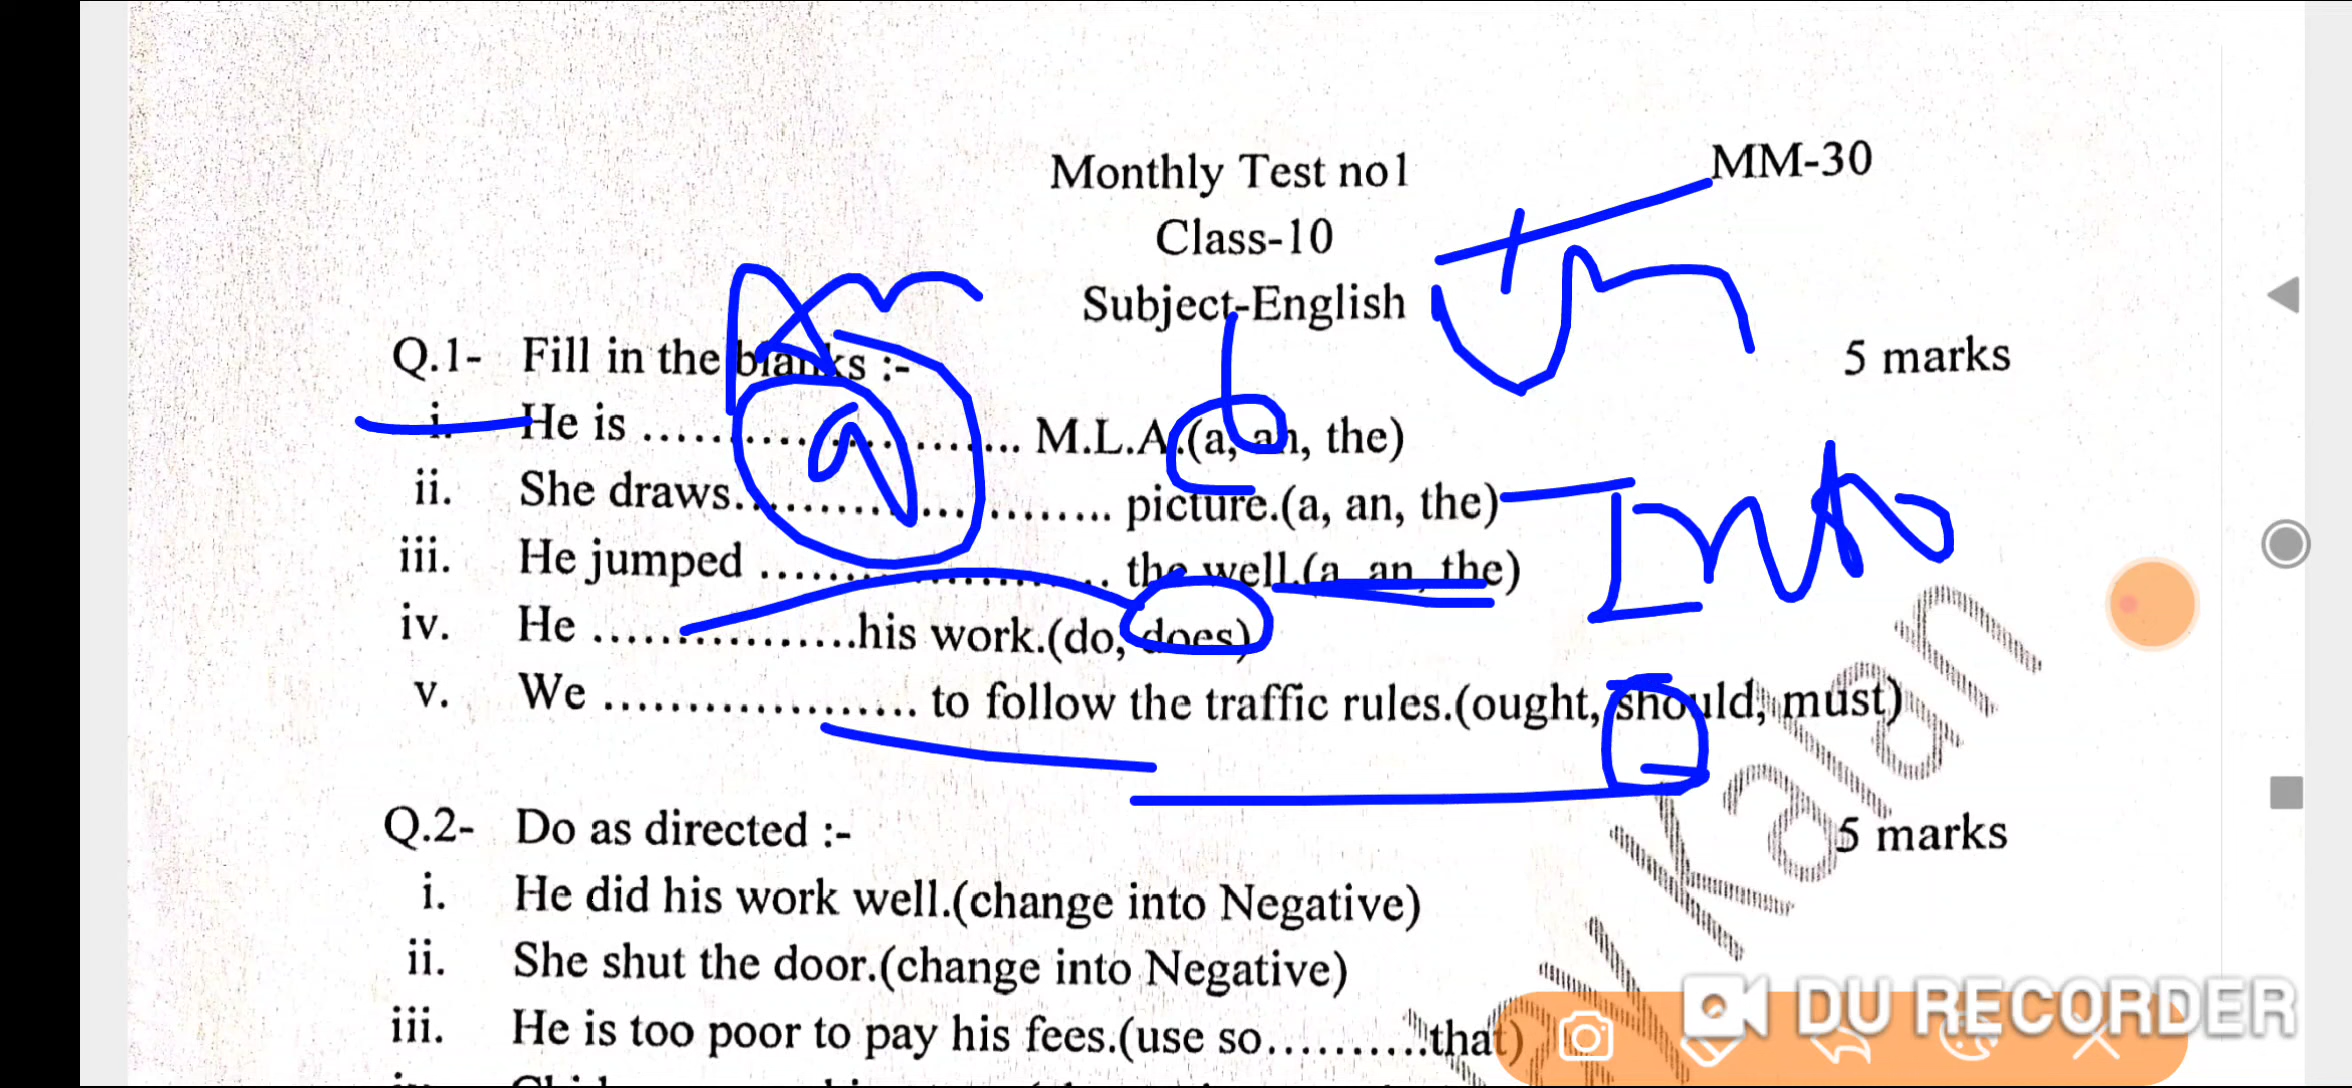 Monthly Test no1
MM-30
Class-10
Subject-English
Q.1- Fill in the blanks :-
5 marks
i. He is ............................ M.L.A.(a, an, the)
ii. She draws............................ picture.(a, an, the)
iii. He jumped .......................... the well.(a, an, the)
Into
iv. He ....................his work.(do, does)
v. We ........................ to follow the traffic rules.(ought, should, must)
Q.2- Do as directed :-
5 marks
i. He did his work well.(change into Negative)
ii. She shut the door.(change into Negative)
iii. He is too poor to pay his fees.(use so..........that)
Kalan
DU RECORDER